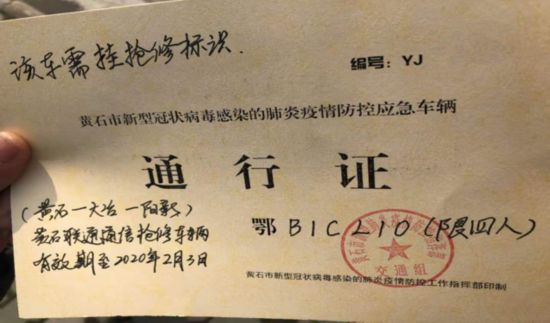 该车需挂抢修标识.
编号: YJ
黄石市新型冠状病毒感染的肺炎疫情防控应急车辆
通行证
(黄石—大冶—阳新)
黄石联通通信抢修车辆
有效期至2020年2月3日
鄂 B1C210 (限四人)
交通组
黄石市新型冠状病毒感染的肺炎疫情防控工作指挥部印制